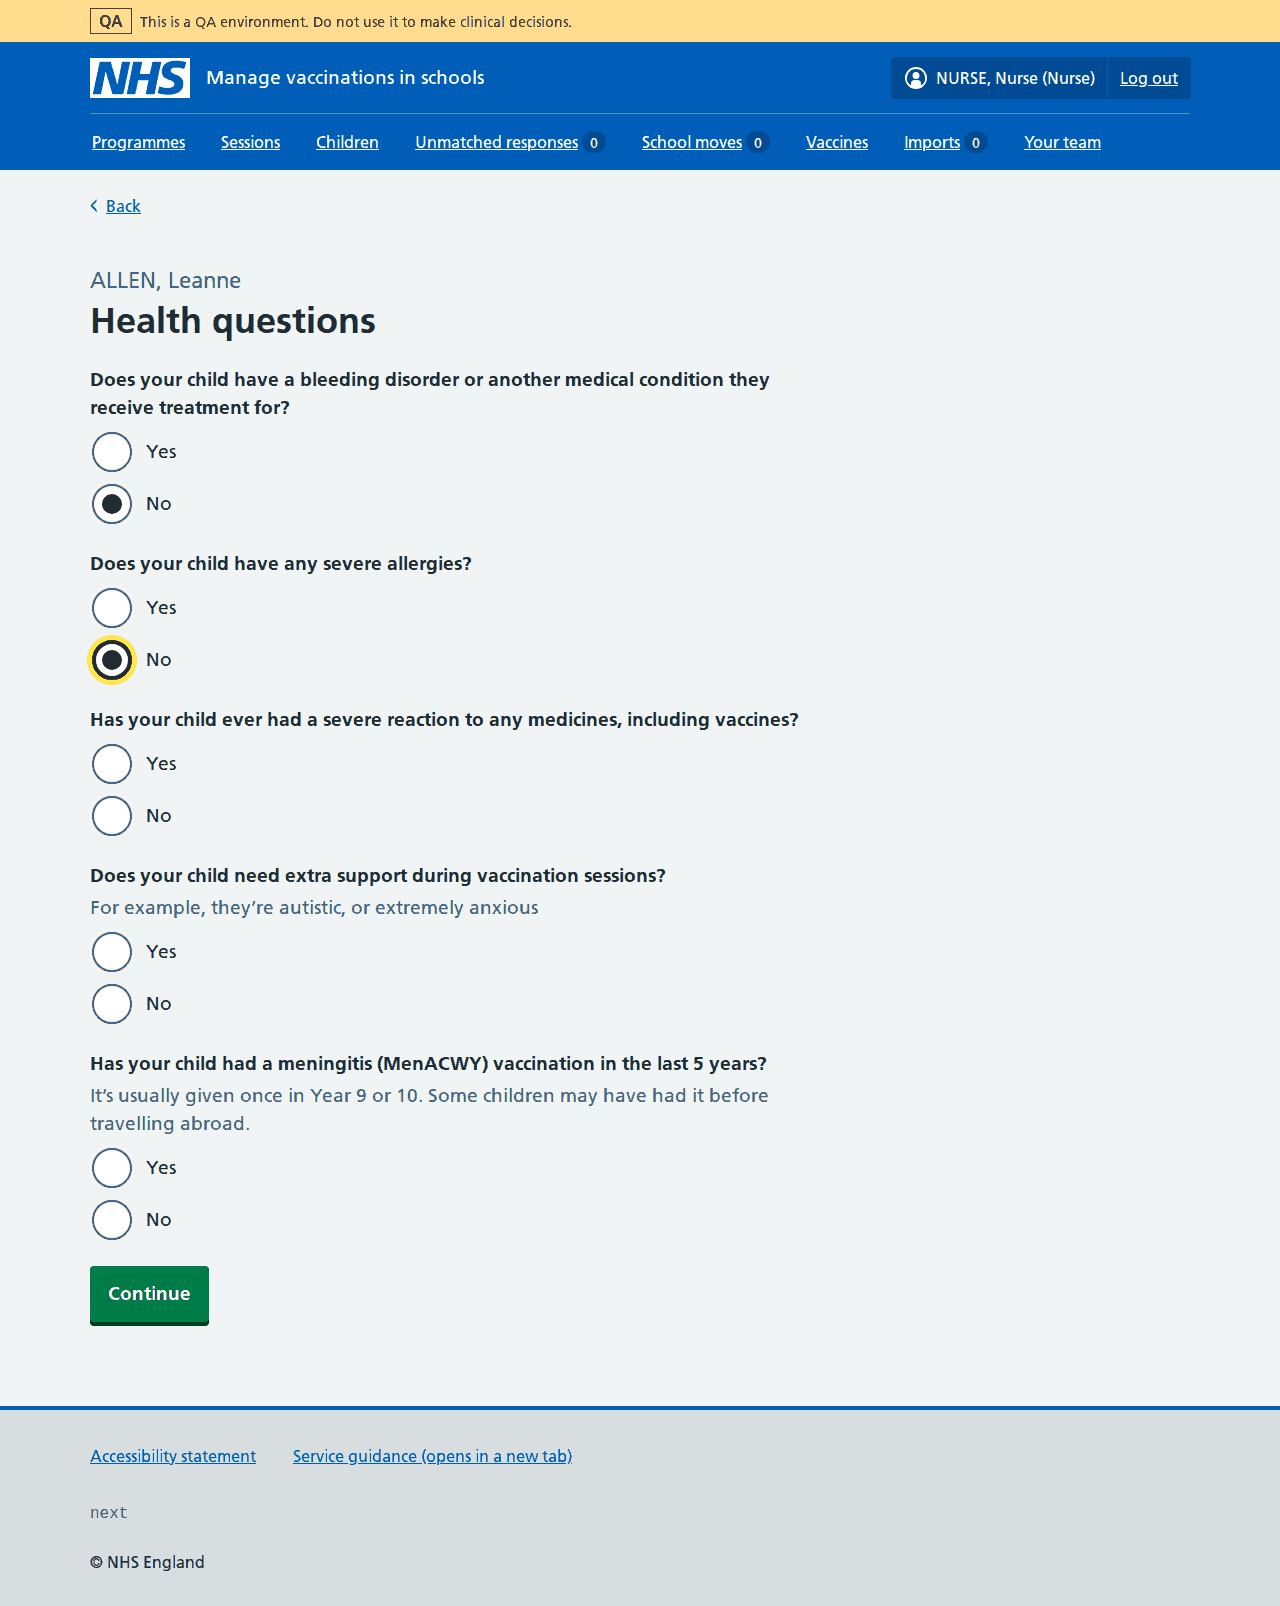 QA This is a QA environment. Do not use it to make clinical decisions.
NHS Manage vaccinations in schools NURSE, Nurse (Nurse) Log out
Programmes Sessions Children Unmatched responses 0 School moves 0 Vaccines Imports 0 Your team
Back
ALLEN, Leanne
Health questions
Does your child have a bleeding disorder or another medical condition they
receive treatment for?
Yes
No
Does your child have any severe allergies?
Yes
No
Has your child ever had a severe reaction to any medicines, including vaccines?
Yes
No
Does your child need extra support during vaccination sessions?
For example, they’re autistic, or extremely anxious
Yes
No
Has your child had a meningitis (MenACWY) vaccination in the last 5 years?
It’s usually given once in Year 9 or 10. Some children may have had it before
travelling abroad.
Yes
No
Continue
Accessibility statement Service guidance (opens in a new tab)
next
© NHS England